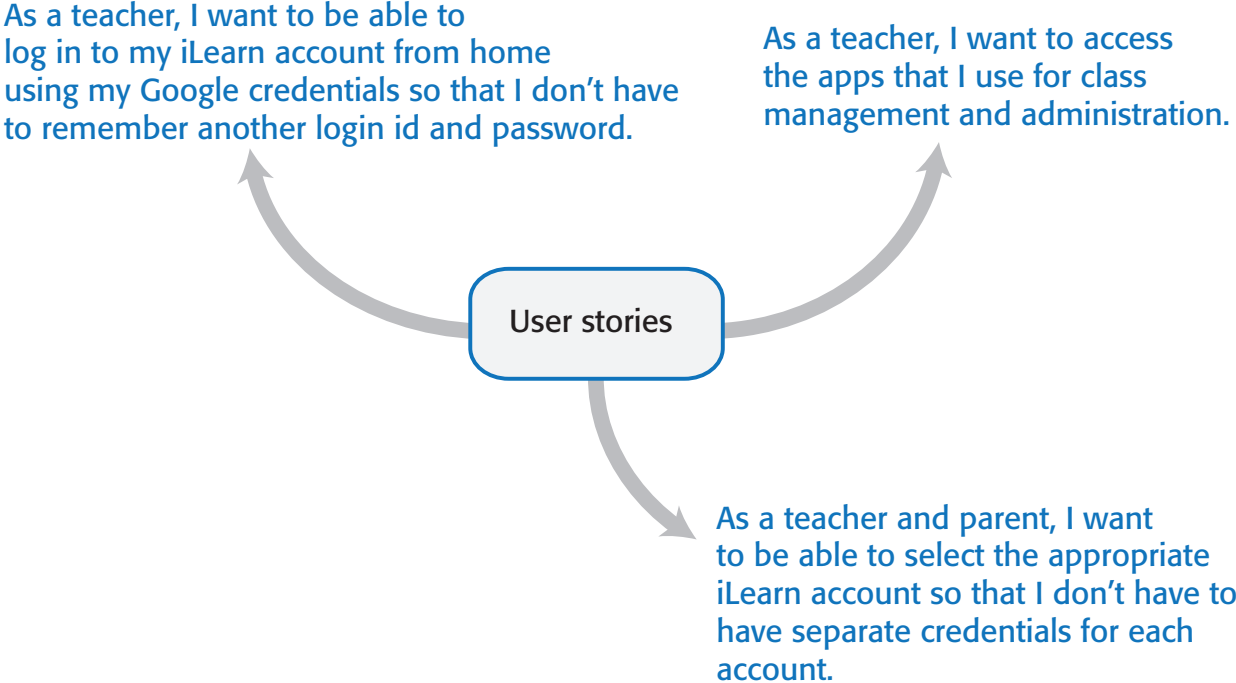 As a teacher, I want to be able to
log in to my iLearn account from home
using my Google credentials so that I don’t have
to remember another login id and password.
As a teacher, I want to access
the apps that I use for class
management and administration.
User stories
As a teacher and parent, I want
to be able to select the appropriate
iLearn account so that I don’t have to
have separate credentials for each
account.